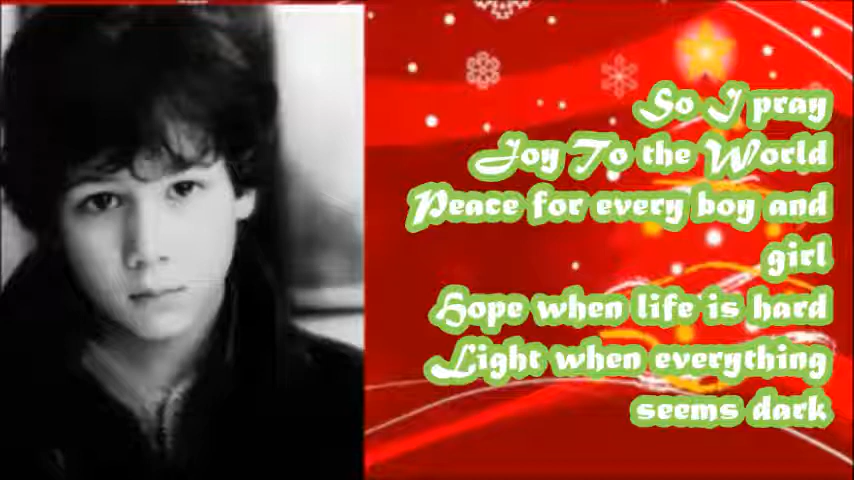 So I pray
Joy To the World
Peace for every boy and
girl
Hope when life is hard
Light when everything
seems dark